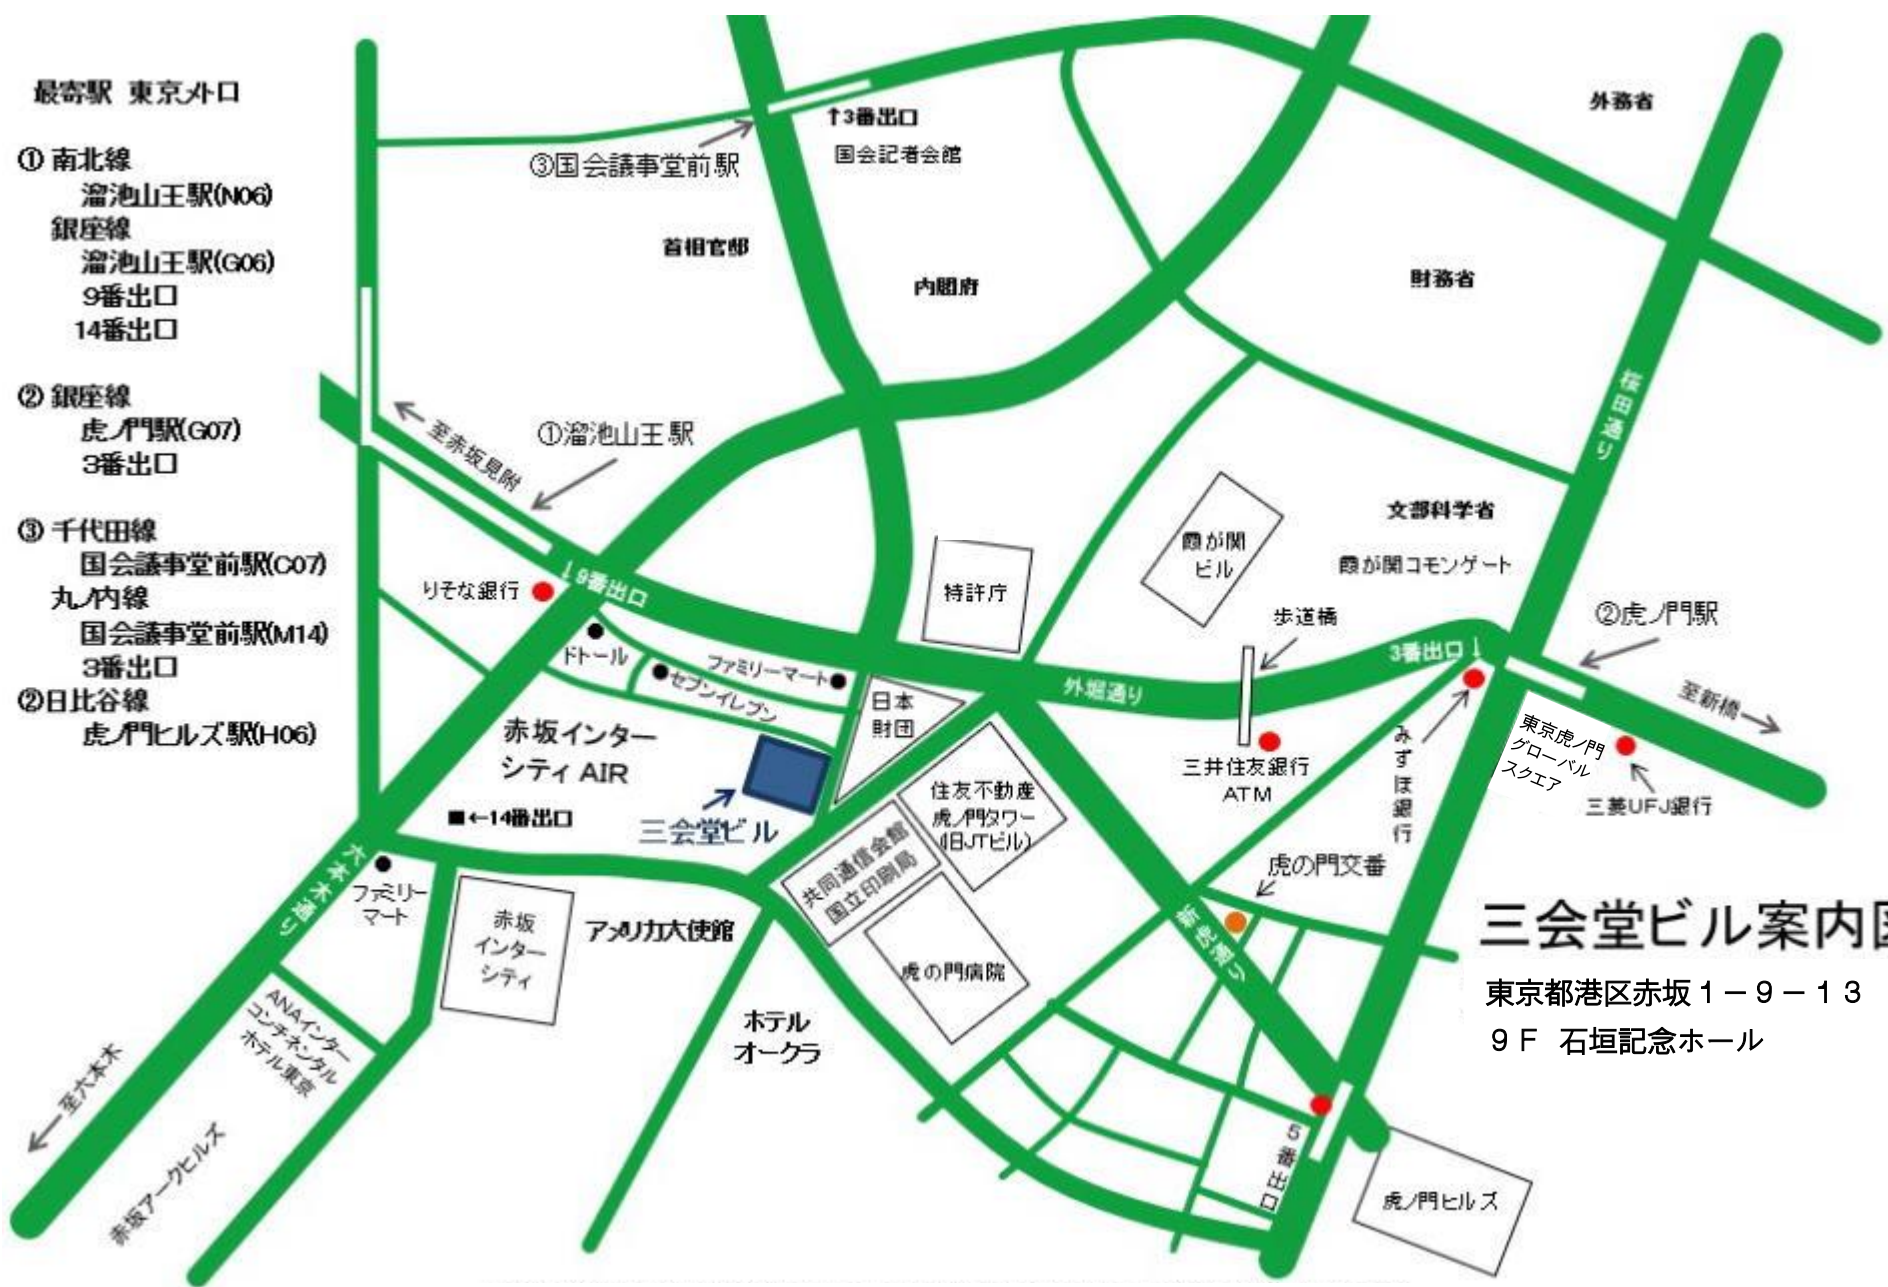 最寄駅 東京メトロ
① 南北線
溜池山王駅(N06)
銀座線
溜池山王駅(G06)
9番出口
14番出口
② 銀座線
虎ノ門駅(G07)
3番出口
③ 千代田線
国会議事堂前駅(C07)
丸ノ内線
国会議事堂前駅(M14)
3番出口
②日比谷線
虎ノ門ヒルズ駅(H06)
③国会議事堂前駅
↑3番出口
国会記者会館
外務省
首相官邸
内閣府
財務省
桜田通り
←至赤坂見附
①溜池山王駅
文部科学省
霞が関コモンゲート
霞が関
ビル
特許庁
歩道橋
②虎ノ門駅
3番出口↓
至新橋→
りそな銀行
↓9番出口
ドトール
ファミリーマート
セブンイレブン
日本
財団
外堀通り
赤坂インター
シティ AIR
三会堂ビル
■←14番出口
三井住友銀行
ATM
みずほ銀行
東京虎ノ門
グローバル
スクエア
三菱UFJ銀行
住友不動産
虎ノ門タワー
(旧JTビル)
共同通信会館
国立印刷局
虎の門病院
虎の門交番
新虎通り
六本木通り
ファミリー
マート
赤坂
インター
シティ
アメリカ大使館
ホテル
オークラ
ANAインター
コンチネンタル
ホテル東京
←至六本木
赤坂アークヒルズ
5番出口
虎ノ門ヒルズ
三会堂ビル案内図
東京都港区赤坂1－9－13
9F 石垣記念ホール